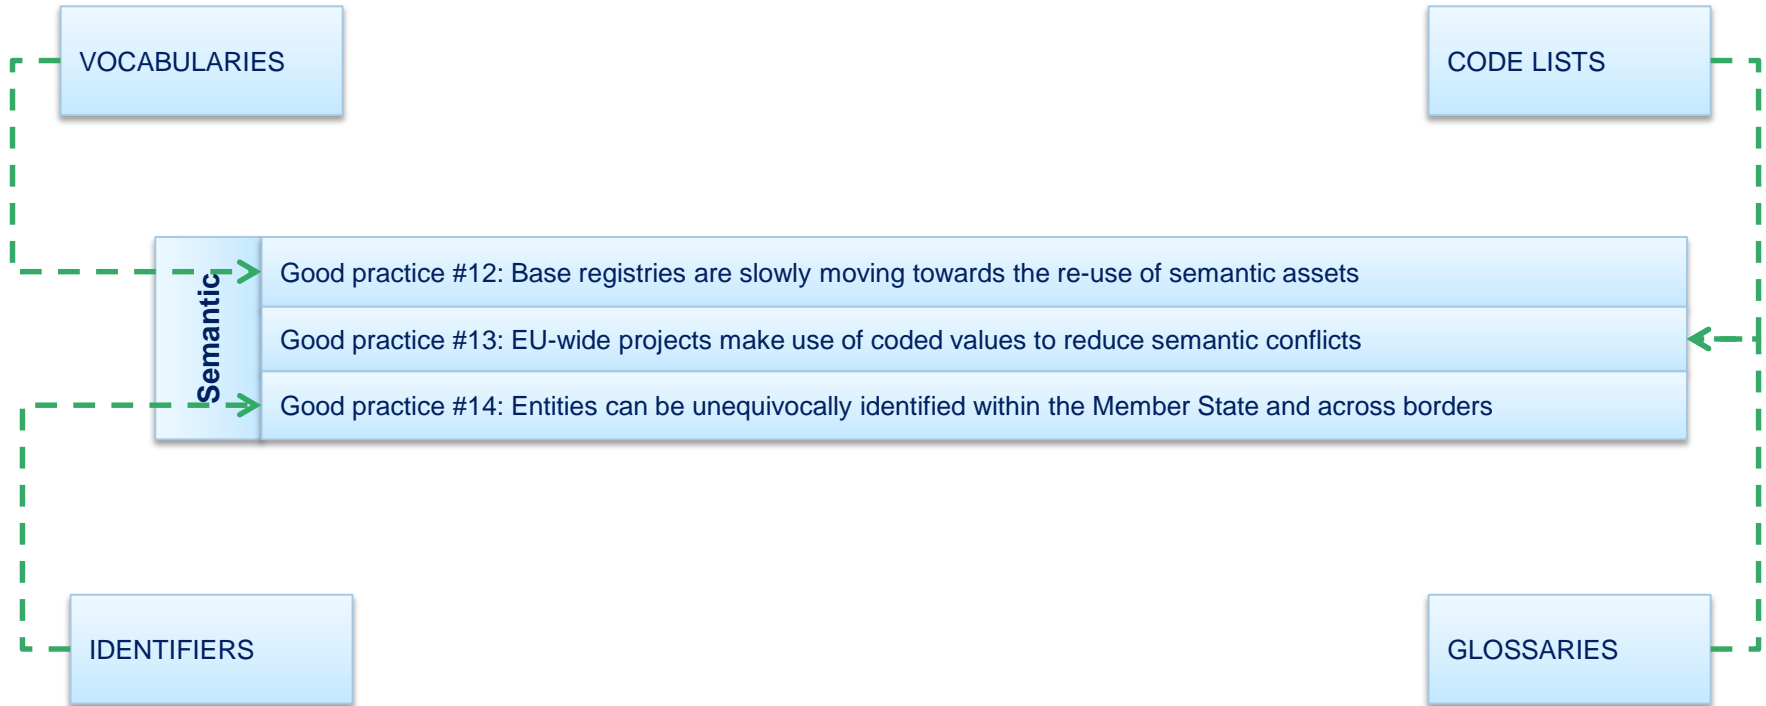 VOCABULARIES
CODE LISTS
Semantic
Good practice #12: Base registries are slowly moving towards the re-use of semantic assets
Good practice #13: EU-wide projects make use of coded values to reduce semantic conflicts
Good practice #14: Entities can be unequivocally identified within the Member State and across borders
IDENTIFIERS
GLOSSARIES